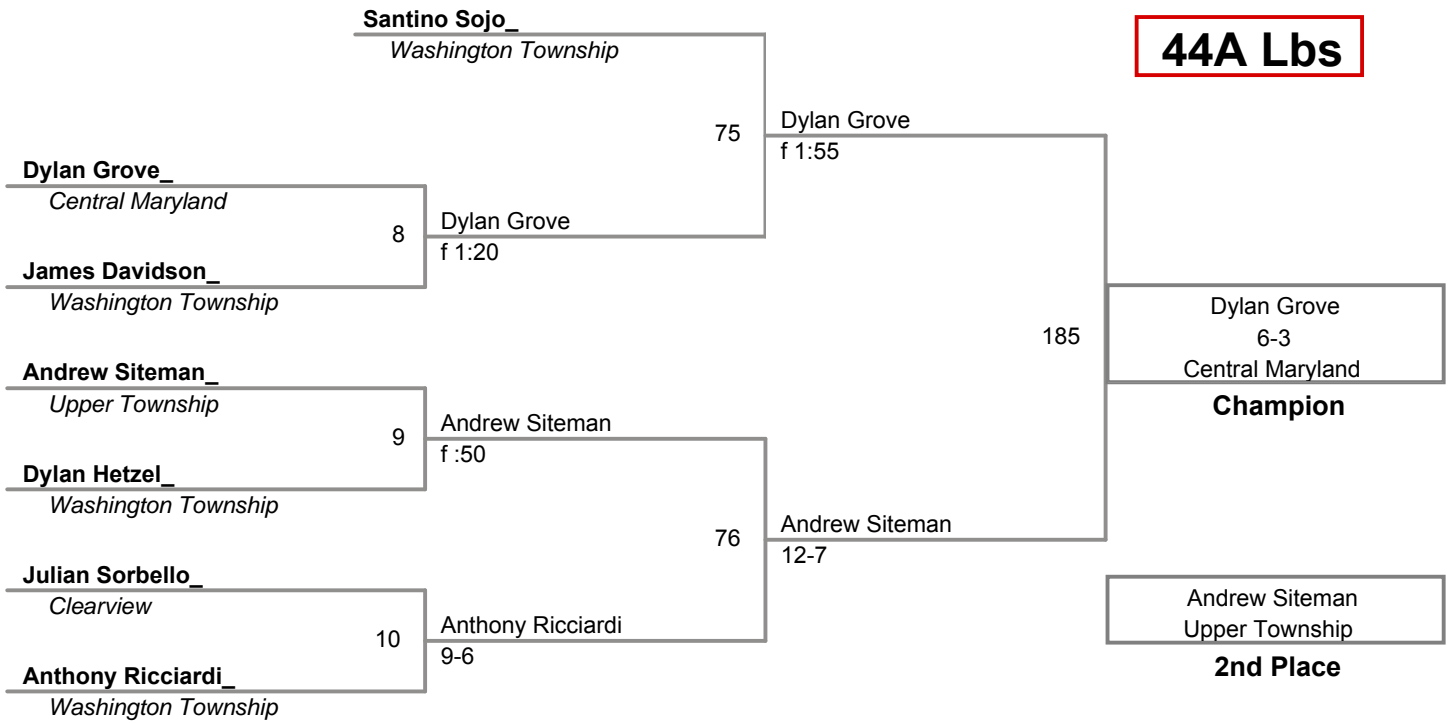 Santino Sojo_
Washington Township
44A Lbs
75
Dylan Grove
f 1:55
Dylan Grove_
Central Maryland
8
Dylan Grove
f 1:20
James Davidson_
Washington Township
185
Dylan Grove
6-3
Central Maryland
Champion
Andrew Siteman_
Upper Township
9
Andrew Siteman
f :50
Dylan Hetzel_
Washington Township
76
Andrew Siteman
12-7
Julian Sorbello_
Clearview
10
Anthony Ricciardi
9-6
Anthony Ricciardi_
Washington Township
Andrew Siteman
Upper Township
2nd Place